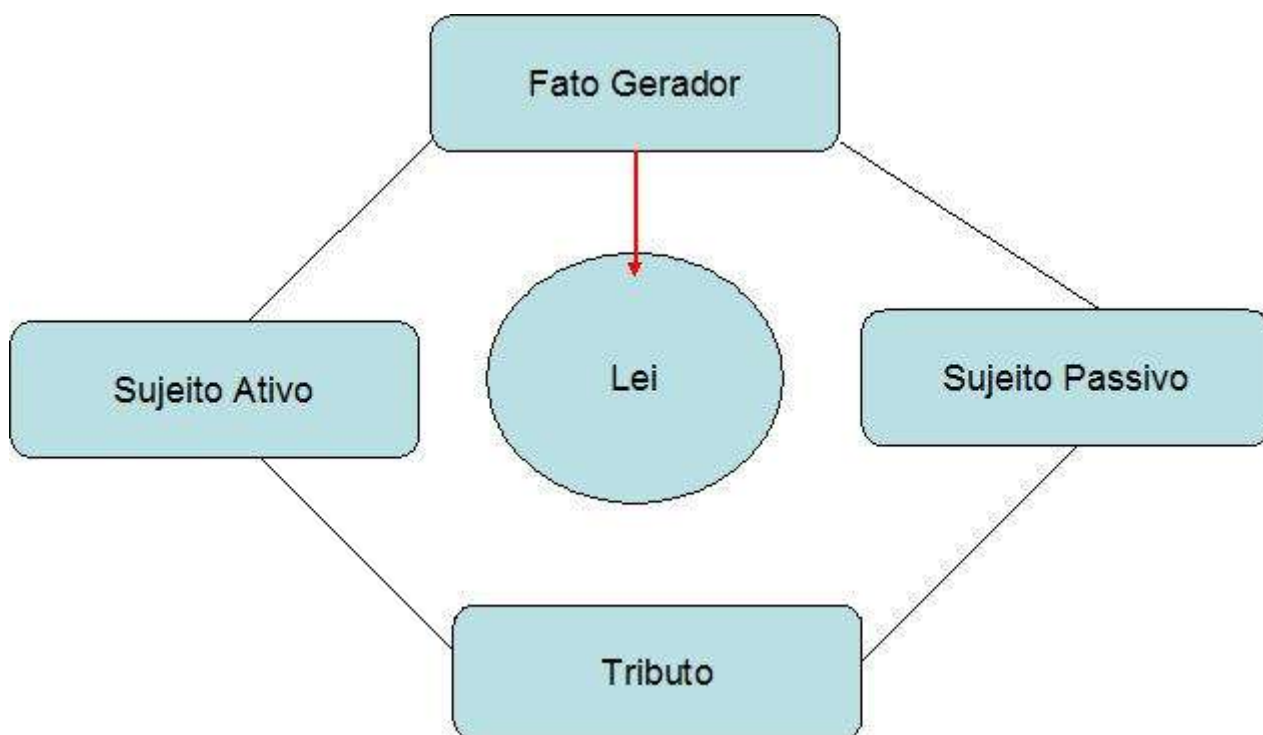 Fato Gerador
Sujeito Ativo
Lei
Sujeito Passivo
Tributo